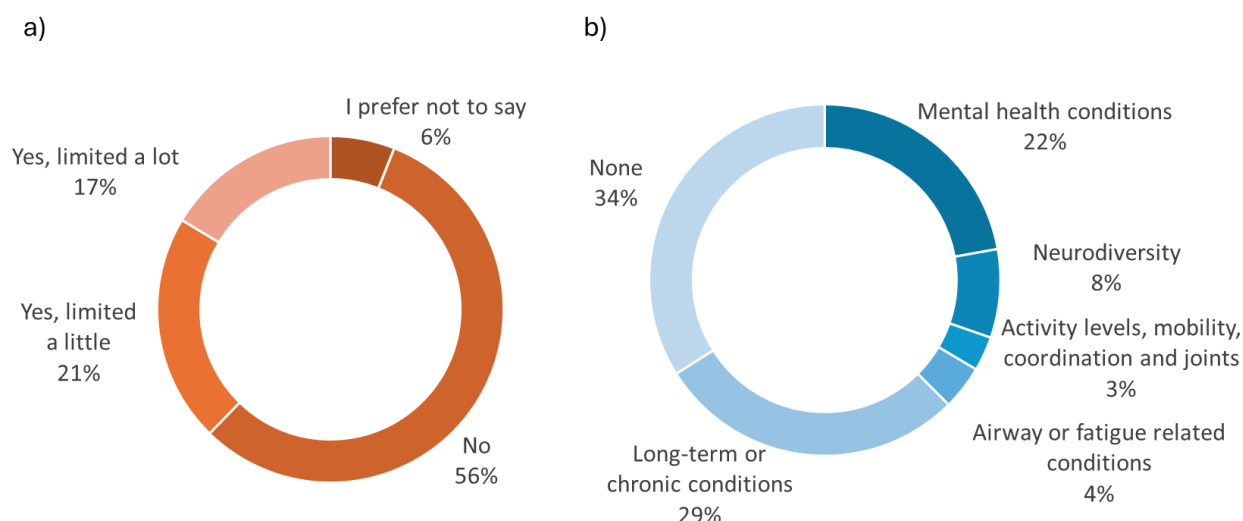 a)
I prefer not to say
6%
Yes, limited a lot
17%
Yes, limited
a little
21%
No
56%
b)
Mental health conditions
22%
None
34%
Neurodiversity
8%
Activity levels, mobility,
coordination and joints
3%
Airway or fatigue related
conditions
4%
Long-term or
chronic conditions
29%